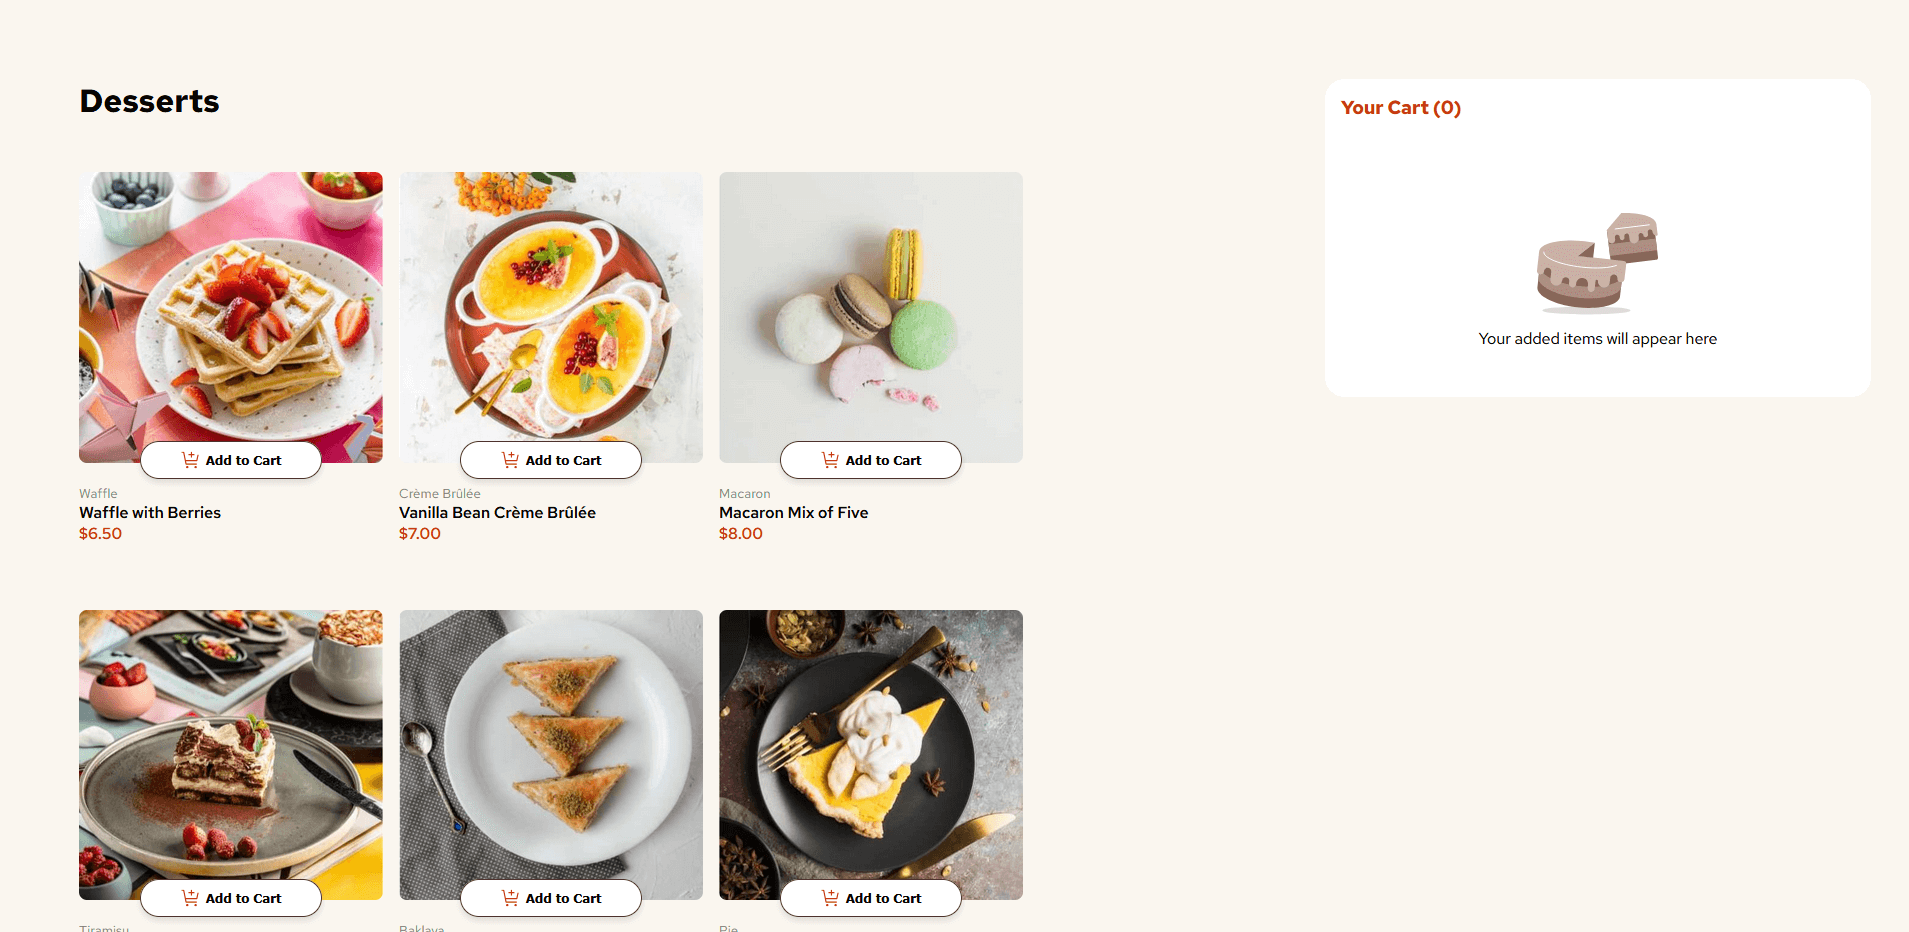 Desserts
Your Cart (0)
Your added items will appear here
Add to Cart
Add to Cart
Add to Cart
Waffle
Waffle with Berries
$6.50
Crème Brûlée
Vanilla Bean Crème Brûlée
$7.00
Macaron
Macaron Mix of Five
$8.00
Add to Cart
Add to Cart
Add to Cart
Tiramisu
Baklava
Pie